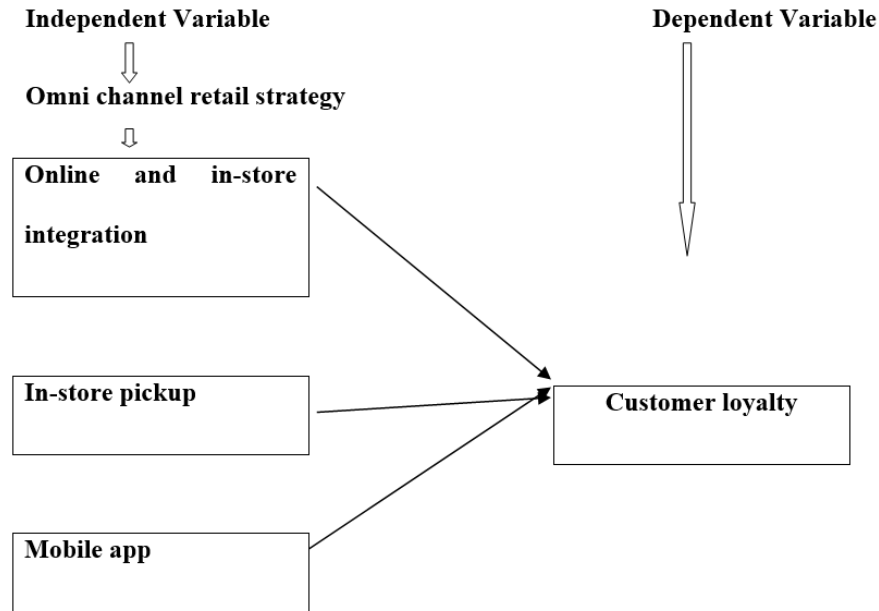 Independent Variable
Dependent Variable
Omni channel retail strategy
Online and in-store
integration
In-store pickup
Customer loyalty
Mobile app